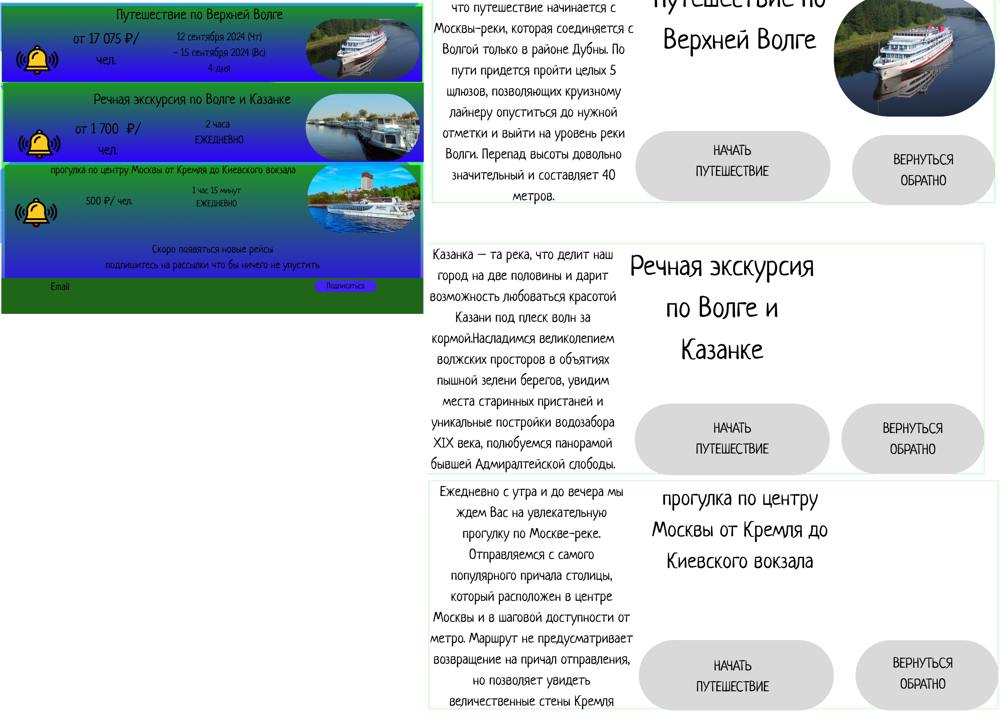 Путешествие по Верхней Волге
от 17 075 ₽/
чел.
12 сентября 2024 (Чт)
- 15 сентября 2024 (Вс)
4 дня
Речная экскурсия по Волге и Казанке
от 1 700 ₽/
чел.
2 часа
ЕЖЕДНЕВНО
прогулка по центру Москвы от Кремля до Киевского вокзала
500 ₽/ чел.
1 час 15 минут
ЕЖЕДНЕВНО
Radisson
Скоро появяться новые рейсы
подпишитесь на рассылки что бы ничего не упустить
Email
Подписаться
что путешествие начинается с
Москвы-реки, которая соединяется с
Волгой только в районе Дубны. По
пути придется пройти целых 5
шлюзов, позволяющих круизному
лайнеру опуститься до нужной
отметки и выйти на уровень реки
Волги. Перепад высоты довольно
значительный и составляет 40
метров.
Путешествие по
Верхней Волге
НАЧАТЬ
ПУТЕШЕСТВИЕ
ВЕРНУТЬСЯ
ОБРАТНО
Казанка – та река, что делит наш
город на две половины и дарит
возможность любоваться красотой
Казани под плеск волн за
кормой.Насладимся великолепием
волжских просторов в объятиях
пышной зелени берегов, увидим
места старинных пристаней и
уникальные постройки водозабора
XIX века, полюбуемся панорамой
бывшей Адмиралтейской слободы.
Речная экскурсия
по Волге и
Казанке
НАЧАТЬ
ПУТЕШЕСТВИЕ
ВЕРНУТЬСЯ
ОБРАТНО
Ежедневно с утра и до вечера мы
ждем Вас на увлекательную
прогулку по Москве-реке.
Отправляемся с самого
популярного причала столицы,
который расположен в центре
Москвы и в шаговой доступности от
метро. Маршрут не предусматривает
возвращение на причал отправления,
но позволяет увидеть
величественные стены Кремля
прогулка по центру
Москвы от Кремля до
Киевского вокзала
НАЧАТЬ
ПУТЕШЕСТВИЕ
ВЕРНУТЬСЯ
ОБРАТНО